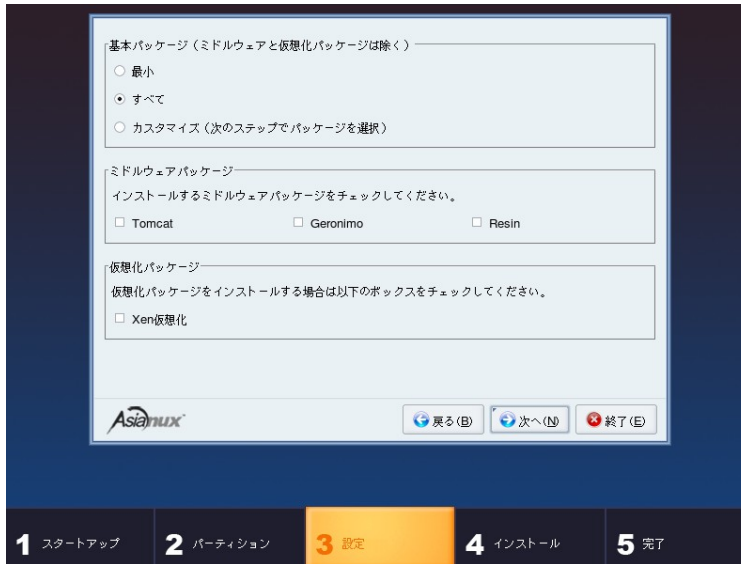 基本パッケージ（ミドルウェアと仮想化パッケージは除く）
最小
すべて
カスタマイズ（次のステップでパッケージを選択）
ミドルウェアパッケージ
インストールするミドルウェアパッケージをチェックしてください。
Tomcat Geronimo Resin
仮想化パッケージ
仮想化パッケージをインストールする場合は以下のボックスをチェックしてください。
Xen仮想化
Asianux 戻る(B) 次へ(N) 終了(E)
1 スタートアップ 2 パーティション 3 設定 4 インストール 5 完了